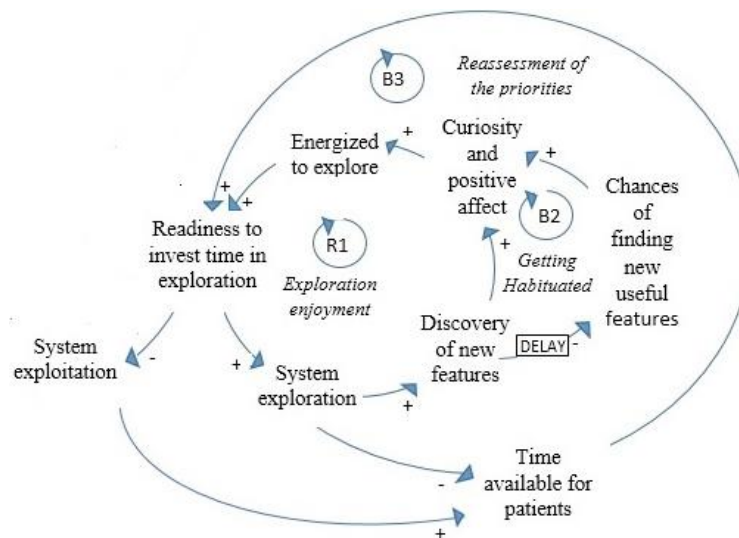 B3
Reassessment of
the priorities
Energized
to explore
+
Curiosity
and
positive
affect
+
Chances
of
finding
new
useful
features
+
+
Readiness to
invest time in
exploration
R1
Exploration
enjoyment
B2
Getting
Habituated
+
Discovery
of new
features
DELAY
-
System
exploitation
-
+
System
exploration
+
Time
available for
patients
-
+